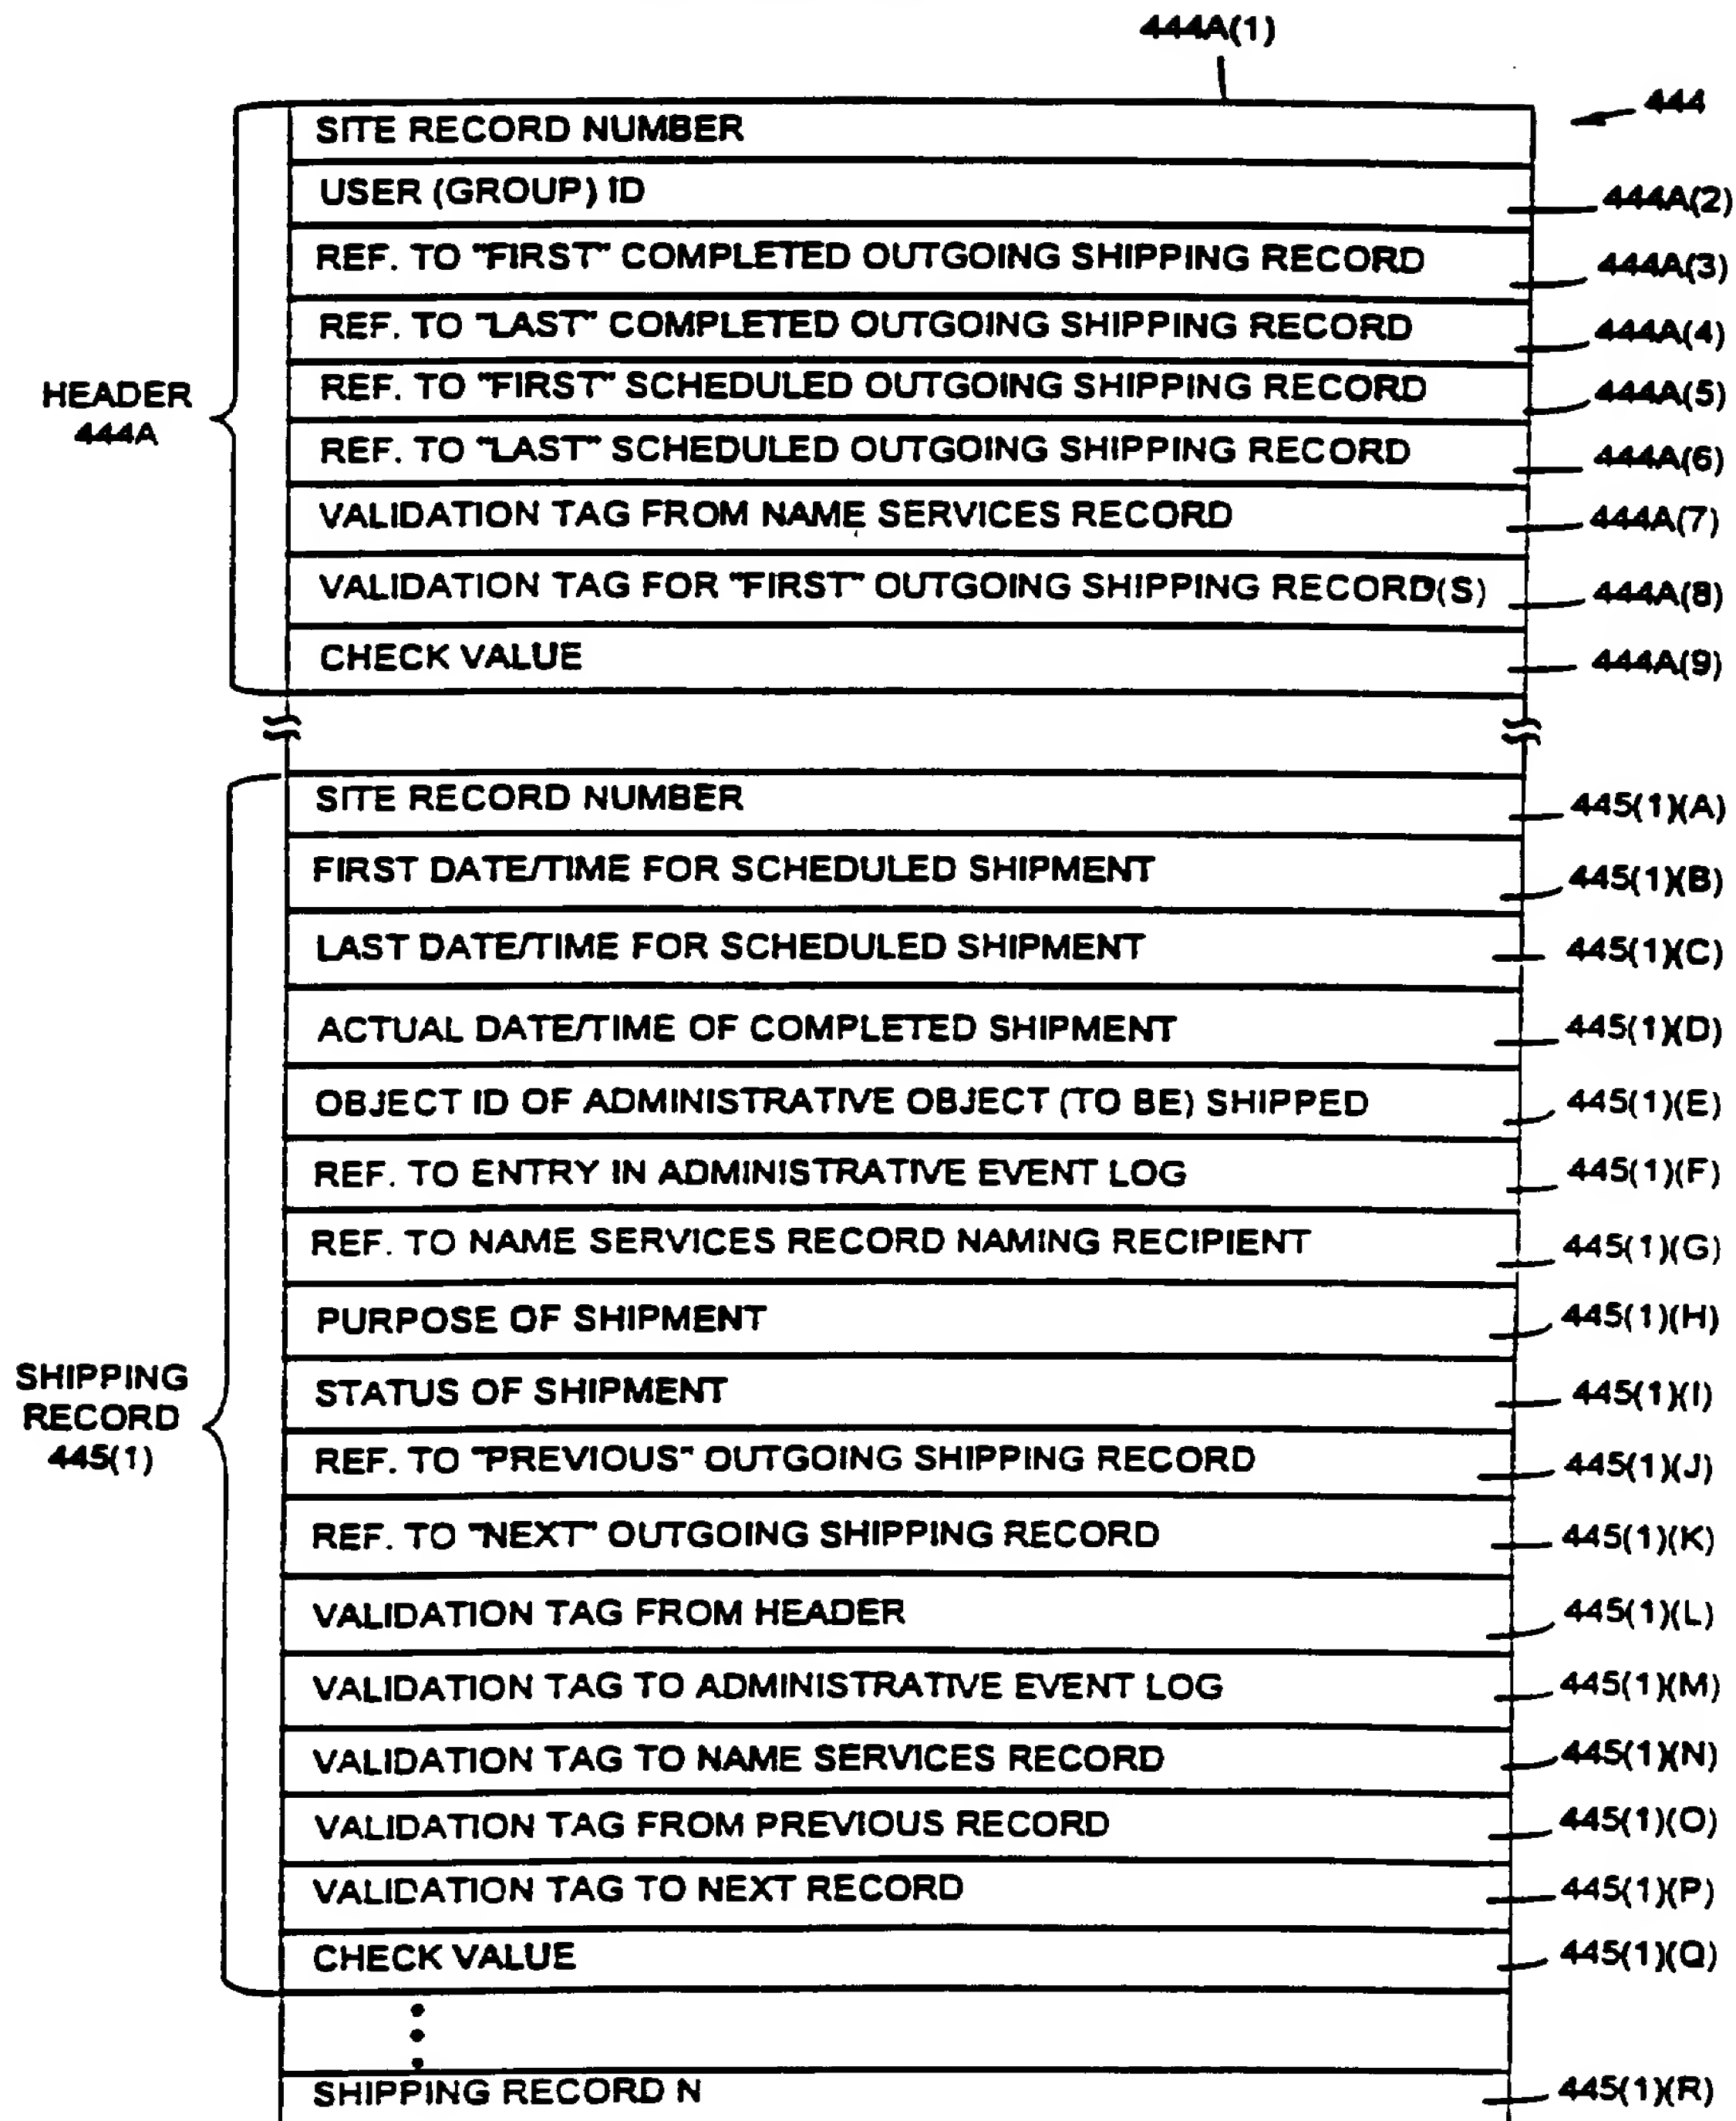 444A(1)
444
SITE RECORD NUMBER
USER (GROUP) ID
444A(2)
REF. TO "FIRST" COMPLETED OUTGOING SHIPPING RECORD
444A(3)
REF. TO "LAST" COMPLETED OUTGOING SHIPPING RECORD
444A(4)
REF. TO "FIRST" SCHEDULED OUTGOING SHIPPING RECORD
444A(5)
HEADER
444A
REF. TO "LAST" SCHEDULED OUTGOING SHIPPING RECORD
444A(6)
VALIDATION TAG FROM NAME SERVICES RECORD
444A(7)
VALIDATION TAG FOR "FIRST" OUTGOING SHIPPING RECORD(S)
444A(8)
CHECK VALUE
444A(9)
SITE RECORD NUMBER
445(1)(A)
FIRST DATE/TIME FOR SCHEDULED SHIPMENT
445(1)(B)
LAST DATE/TIME FOR SCHEDULED SHIPMENT
445(1)(C)
ACTUAL DATE/TIME OF COMPLETED SHIPMENT
445(1)(D)
OBJECT ID OF ADMINISTRATIVE OBJECT (TO BE) SHIPPED
445(1)(E)
REF. TO ENTRY IN ADMINISTRATIVE EVENT LOG
445(1)(F)
REF. TO NAME SERVICES RECORD NAMING RECIPIENT
445(1)(G)
PURPOSE OF SHIPMENT
445(1)(H)
STATUS OF SHIPMENT
445(1)(I)
SHIPPING
RECORD
445(1)
REF. TO "PREVIOUS" OUTGOING SHIPPING RECORD
445(1)(J)
REF. TO "NEXT" OUTGOING SHIPPING RECORD
445(1)(K)
VALIDATION TAG FROM HEADER
445(1)(L)
VALIDATION TAG TO ADMINISTRATIVE EVENT LOG
445(1)(M)
VALIDATION TAG TO NAME SERVICES RECORD
445(1)(N)
VALIDATION TAG FROM PREVIOUS RECORD
445(1)(O)
VALIDATION TAG TO NEXT RECORD
445(1)(P)
CHECK VALUE
445(1)(Q)
SHIPPING RECORD N
445(1)(R)